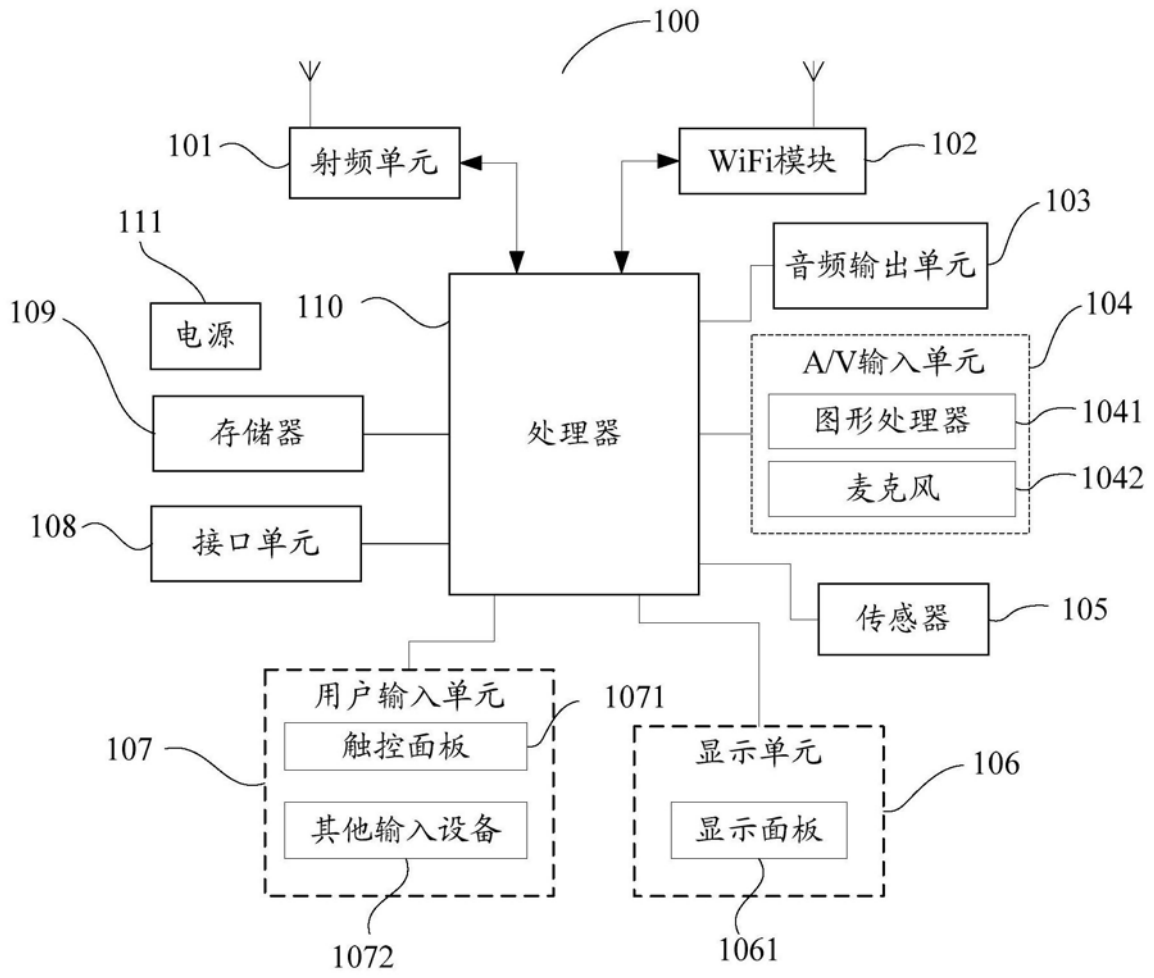 100
101
射频单元
WiFi模块
102
103
音频输出单元
111
电源
110
109
存储器
处理器
104
A/V输入单元
图形处理器
1041
麦克风
1042
108
接口单元
传感器
105
用户输入单元
1071
触控面板
107
其他输入设备
1072
显示单元
106
显示面板
1061